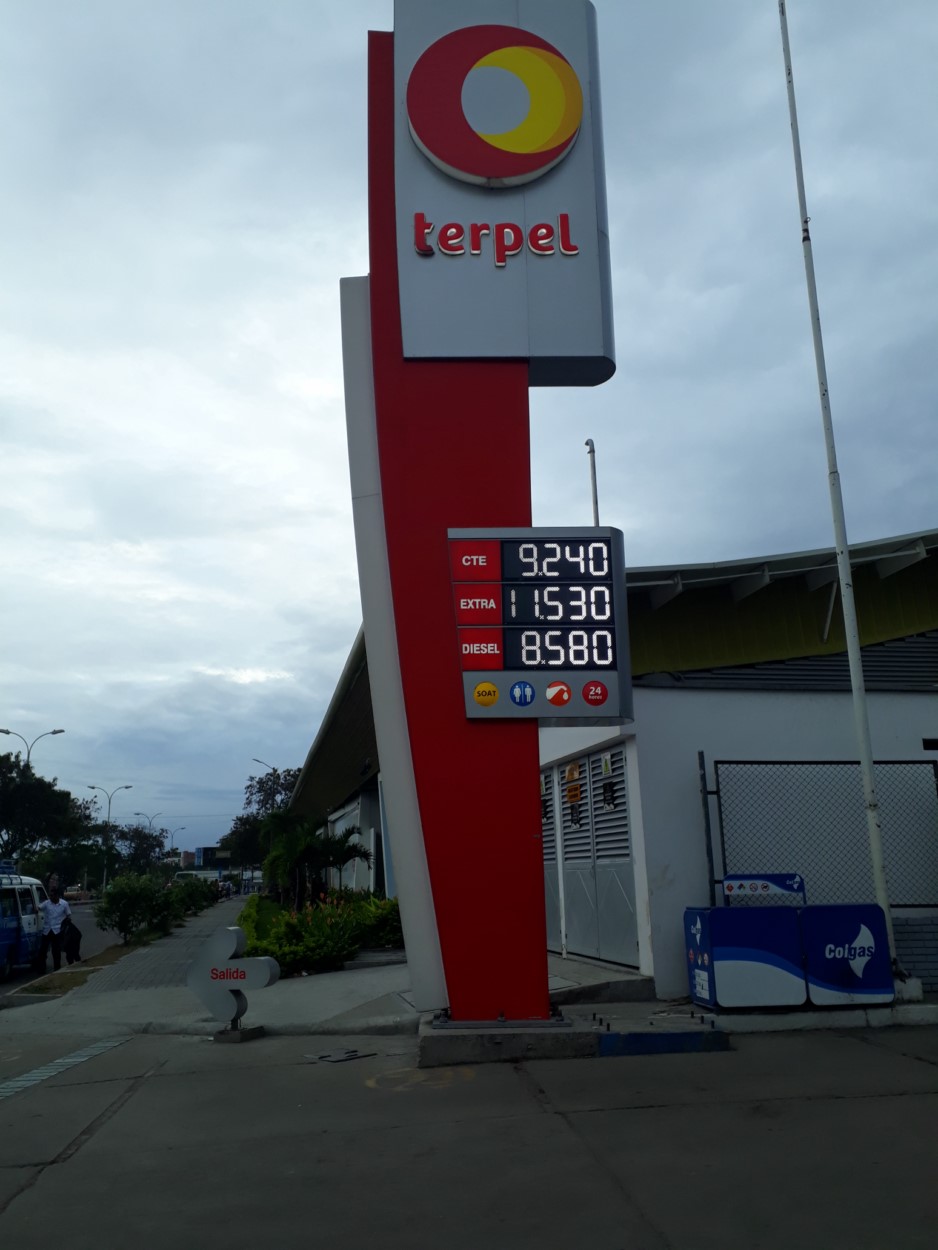 terpel
CTE 9.240
EXTRA 11.530
DIESEL 8.580
SOAT
24
horas
Salida
Colgas